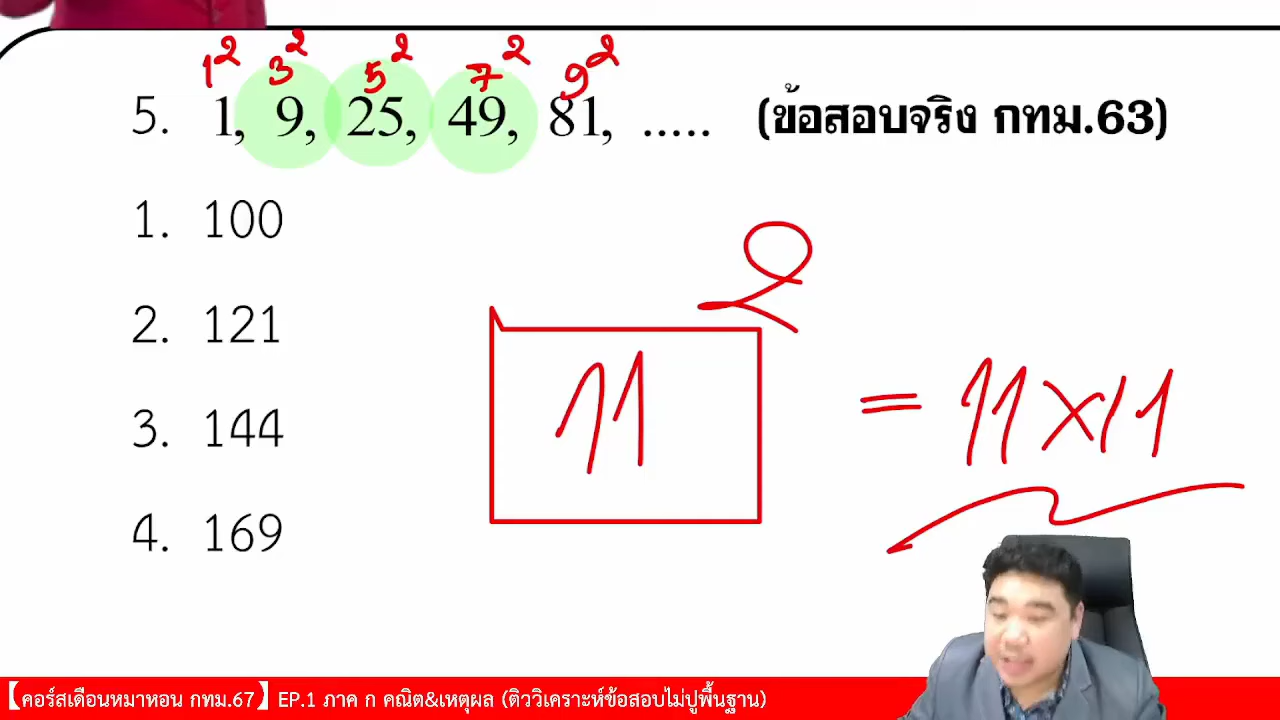 1² 3² 5² 7² 9²
5. 1, 9, 25, 49, 81, ..... (ข้อสอบจริง กทม.63)
1. 100
2. 121
3. 144
4. 169
11² = 11×11
【คอร์สเดือนหมาหอน กทม.67】 EP.1 ภาค ก คณิต&เหตุผล (ติววิเคราะห์ข้อสอบไม่ปูพื้นฐาน)